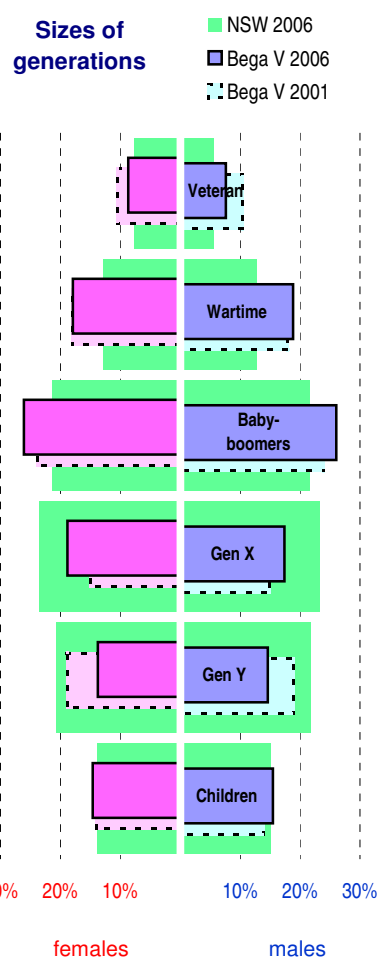 Sizes of
generations
NSW 2006
Bega V 2006
Bega V 2001
Veteran
Wartime
Baby-
boomers
Gen X
Gen Y
Children
0% 20% 10% 10% 20% 30%
females males